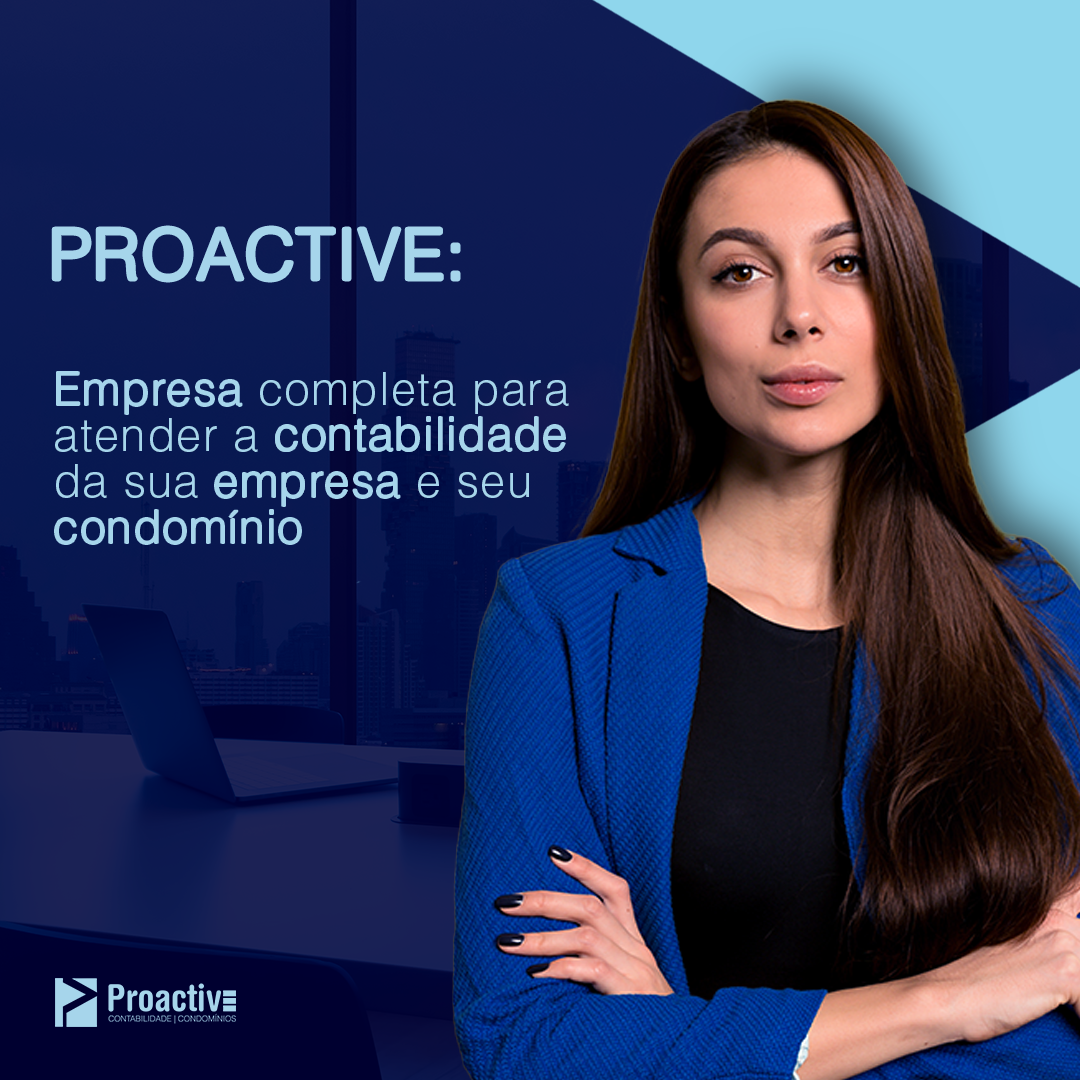 PROACTIVE:
Empresa completa para
atender a contabilidade
da sua empresa e seu
condomínio
Proactive
CONTABILIDADE | CONDOMÍNIOS